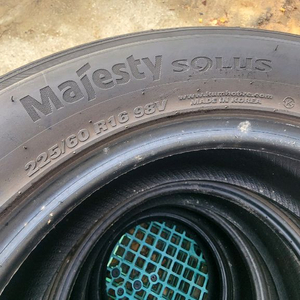 Majesty SOLUS
www.kumhotire.com
MADE IN KOREA
225/60 R16 98V